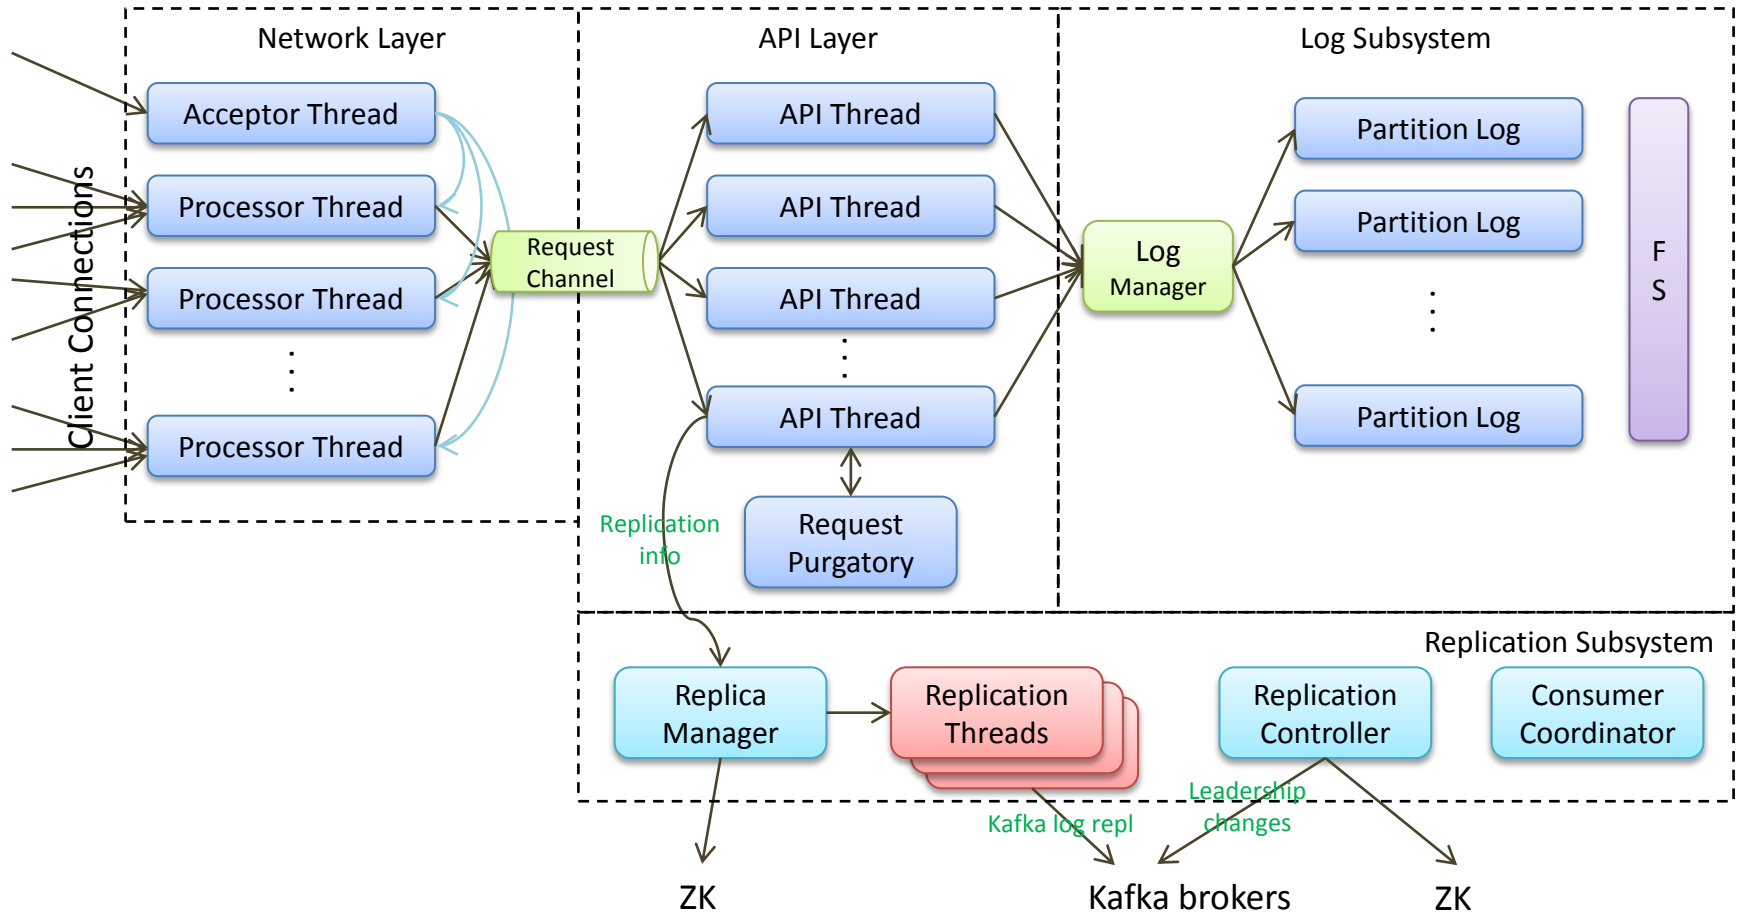 Network Layer
API Layer
Log Subsystem
Client Connections
Acceptor Thread
Processor Thread
Processor Thread
Processor Thread
Request
Channel
API Thread
API Thread
API Thread
API Thread
Request
Purgatory
Log
Manager
Partition Log
Partition Log
Partition Log
F
S
Replication
info
Replication Subsystem
Replica
Manager
Replication
Threads
Replication
Controller
Consumer
Coordinator
Kafka log repl
Leadership
changes
ZK
Kafka brokers
ZK